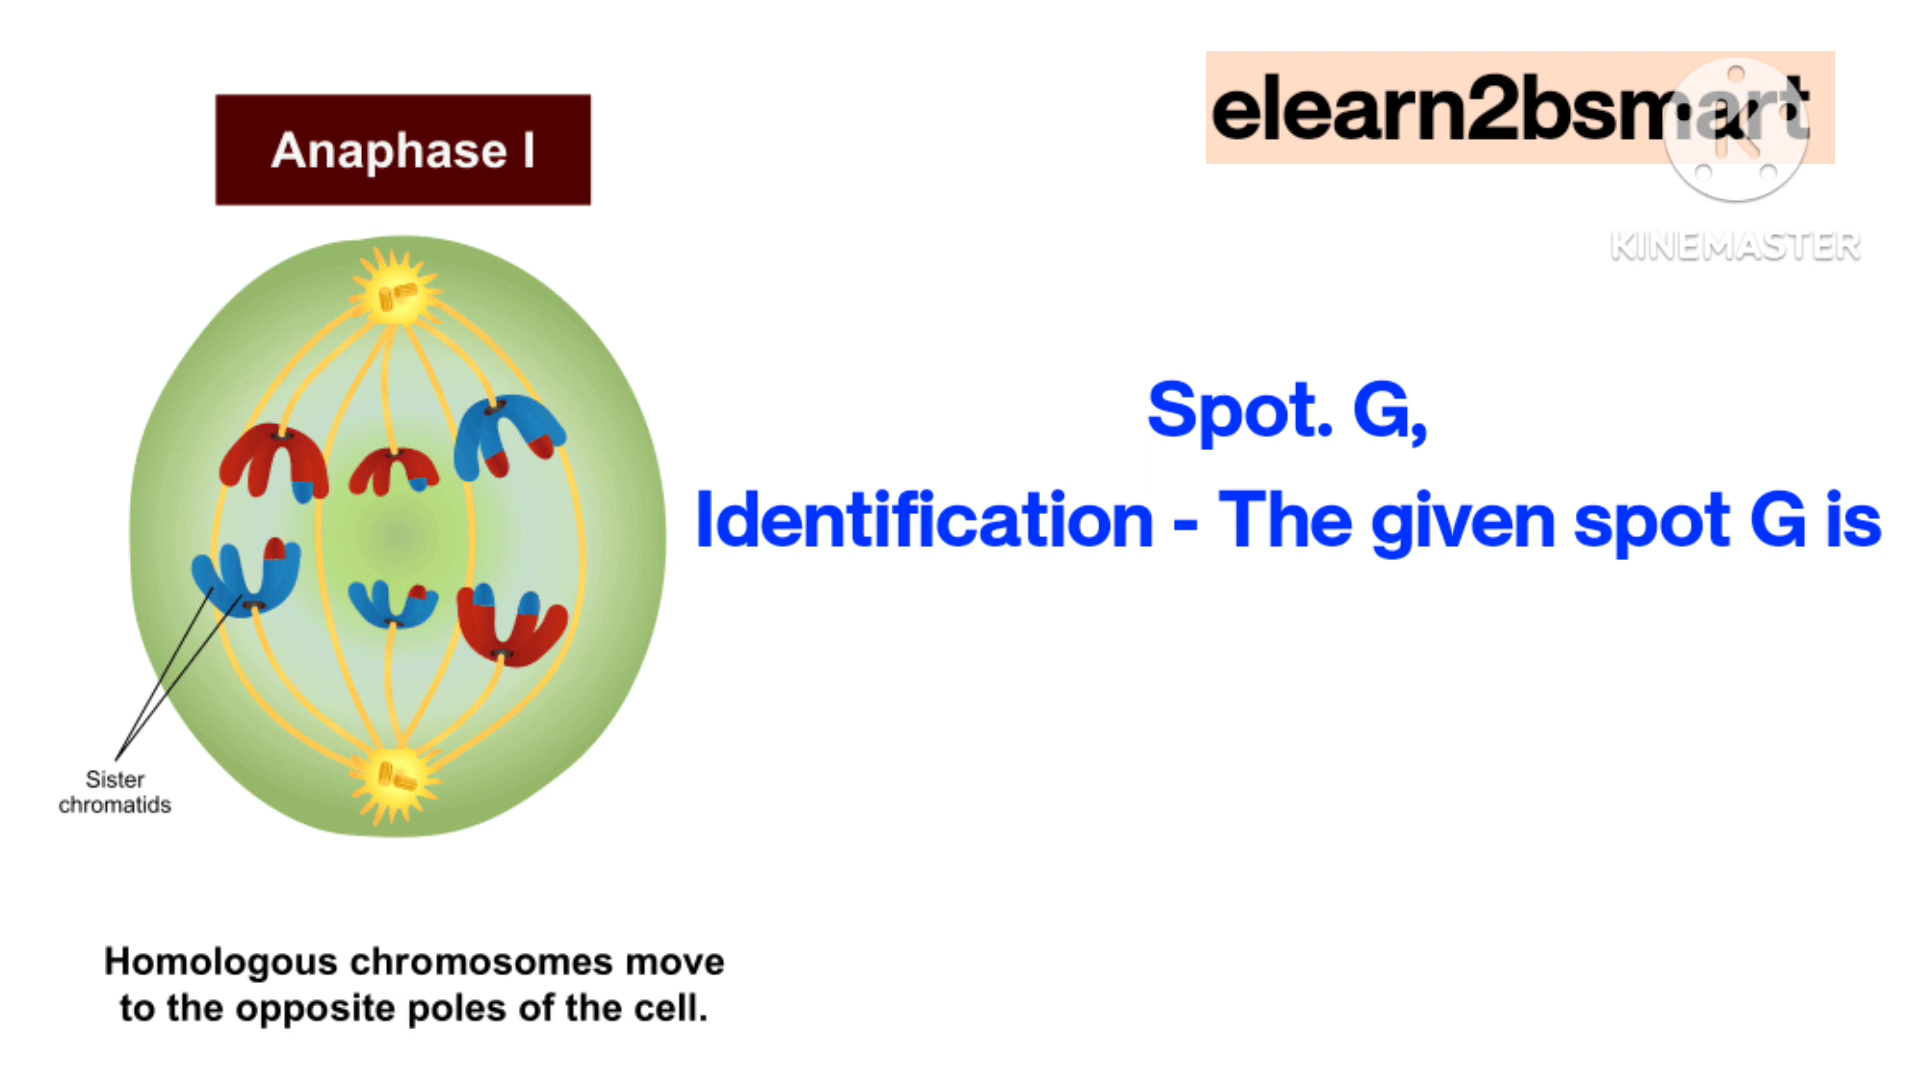 elearn2bsmart
KINEMASTER
Anaphase I
Spot. G,
Identification - The given spot G is
Sister
chromatids
Homologous chromosomes move
to the opposite poles of the cell.